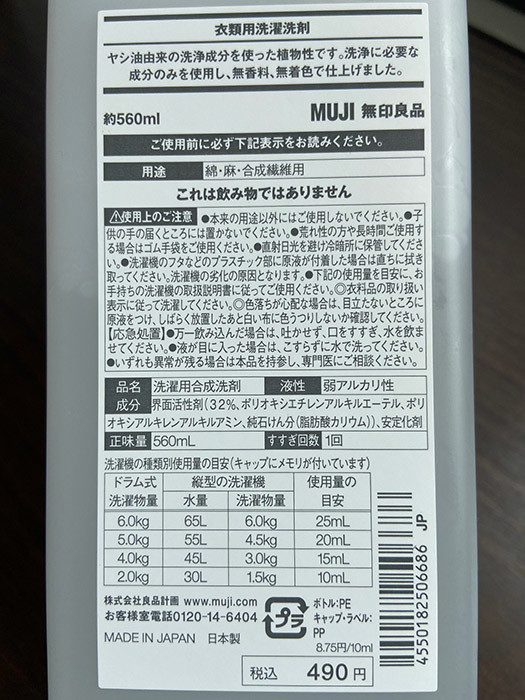 衣類用洗濯洗剤
ヤシ油由来の洗浄成分を使った植物性です。洗浄に必要な
成分のみを使用し、無香料、無着色で仕上げました。
約560ml
MUJI 無印良品
ご使用前に必ず下記表示をお読みください。
用途 綿・麻・合成繊維用
これは飲み物ではありません
⚠使用上のご注意 ●本来の用途以外にはご使用しないでください。●子
供の手の届くところには置かないでください。●荒れ性の方や長時間ご使用す
る場合はゴム手袋をご使用ください。●直射日光を避け冷暗所に保管してくださ
い。●洗濯機のフタなどのプラスチック部に原液が付着した場合は直ちに拭き
取ってください。洗濯機の劣化の原因となります。●下記の使用量を目安に、お
手持ちの洗濯機の取扱説明書に従ってご使用ください。◎衣料品の取り扱い
表示に従って洗濯してください。◎色落ちが心配な場合は、目立たないところに
原液をつけ、しばらく放置したあと白い布に色うつりしないか確認してください。
【応急処置】●万一飲み込んだ場合は、吐かせず、口をすすぎ、水を飲ま
せてください。●液が目に入った場合は、こすらずに水で洗ってください。
●いずれも異常が残る場合は本品を持参し、専門医にご相談ください。
品名 洗濯用合成洗剤 液性 弱アルカリ性
成分 界面活性剤(32%、ポリオキシエチレンアルキルエーテル、ポリ
オキシアルキレンアルキルアミン、純石けん分(脂肪酸カリウム))、安定化剤
正味量 560mL すすぎ回数 1回
洗濯機の種類別使用量の目安(キャップにメモリが付いています)
ドラム式 縦型の洗濯機 使用量の
洗濯物量 水量 洗濯物量 目安
6.0kg 65L 6.0kg 25mL
5.0kg 55L 4.5kg 20mL
4.0kg 45L 3.0kg 15mL
2.0kg 30L 1.5kg 10mL
株式会社良品計画 www.muji.com
お客様室電話0120-14-6404
MADE IN JAPAN 日本製
プラ
ボトル:PE
キャップ・ラベル:
PP
8.75円/10ml
税込 490円
4550182506686 JP